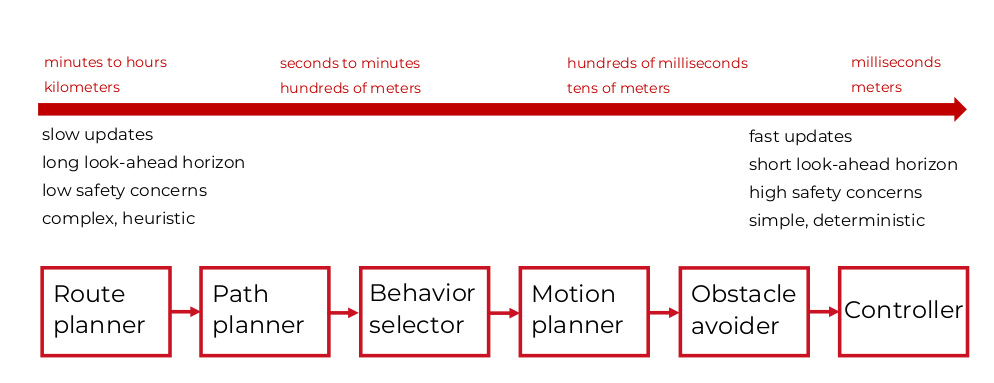 minutes to hours
kilometers
seconds to minutes
hundreds of meters
hundreds of milliseconds
tens of meters
milliseconds
meters
slow updates
long look-ahead horizon
low safety concerns
complex, heuristic
fast updates
short look-ahead horizon
high safety concerns
simple, deterministic
Route
planner
Path
planner
Behavior
selector
Motion
planner
Obstacle
avoider
Controller